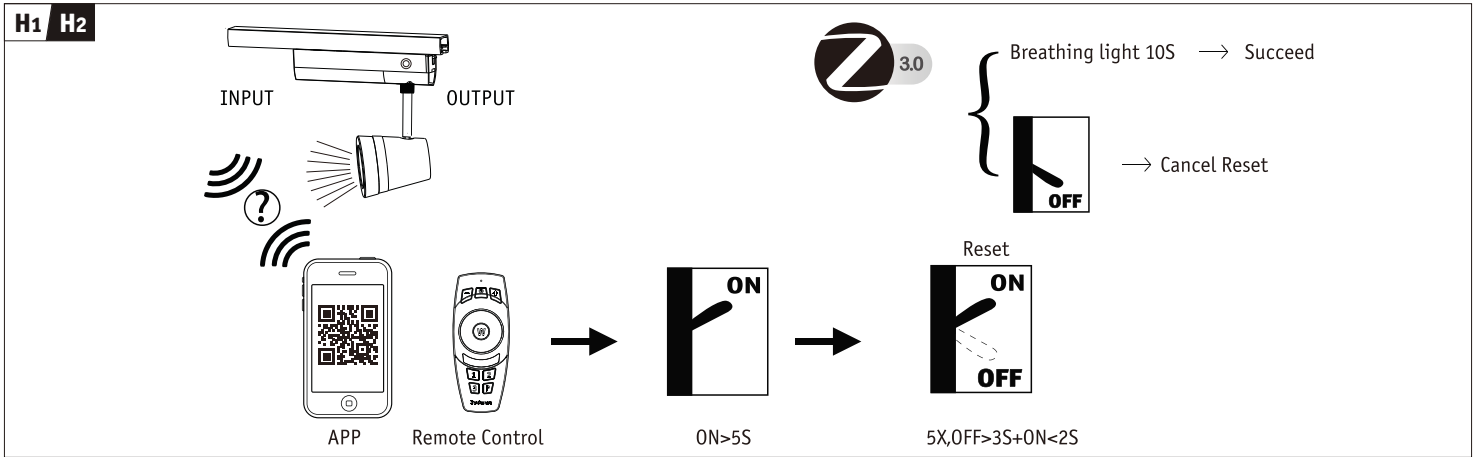 H1 H2
INPUT
OUTPUT
Z 3.0
Breathing light 10S → Succeed
OFF
→ Cancel Reset
?
Reset
ON
ON
OFF
W
APP
Remote Control
ON>5S
5X,OFF>3S+ON<2S